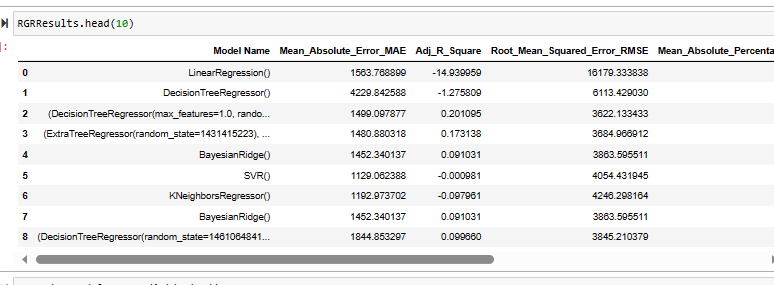 RGRResults.head(10)
Model Name Mean_Absolute_Error_MAE Adj_R_Square Root_Mean_Squared_Error_RMSE Mean_Absolute_Percenta
0 LinearRegression() 1563.768899 -14.939959 16179.333838
1 DecisionTreeRegressor() 4229.842588 -1.275809 6113.429030
2 (DecisionTreeRegressor(max_features=1.0, rando... 1499.097877 0.201095 3622.133433
3 (ExtraTreeRegressor(random_state=1431415223), ... 1480.880318 0.173138 3684.966912
4 BayesianRidge() 1452.340137 0.091031 3863.595511
5 SVR() 1129.062388 -0.000981 4054.431945
6 KNeighborsRegressor() 1192.973702 -0.097961 4246.298164
7 BayesianRidge() 1452.340137 0.091031 3863.595511
8 (DecisionTreeRegressor(random_state=1461064841... 1844.853297 0.099660 3845.210379